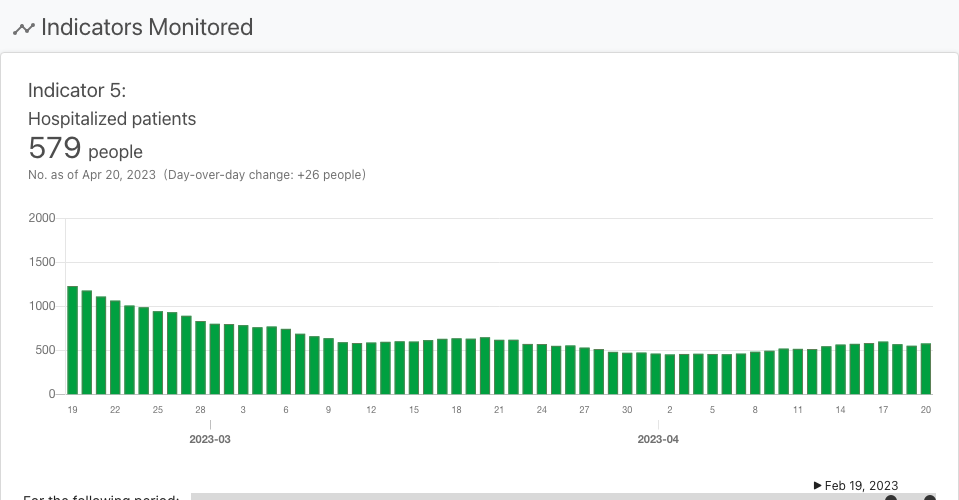 Indicators Monitored
Indicator 5:
Hospitalized patients
579 people
No. as of Apr 20, 2023 (Day-over-day change: +26 people)
2000
1500
1000
500
0
19 22 25 28 3 6 9 12 15 18 21 24 27 30 2 5 8 11 14 17 20
2023-03 2023-04
▶ Feb 19, 2023
For the following period: